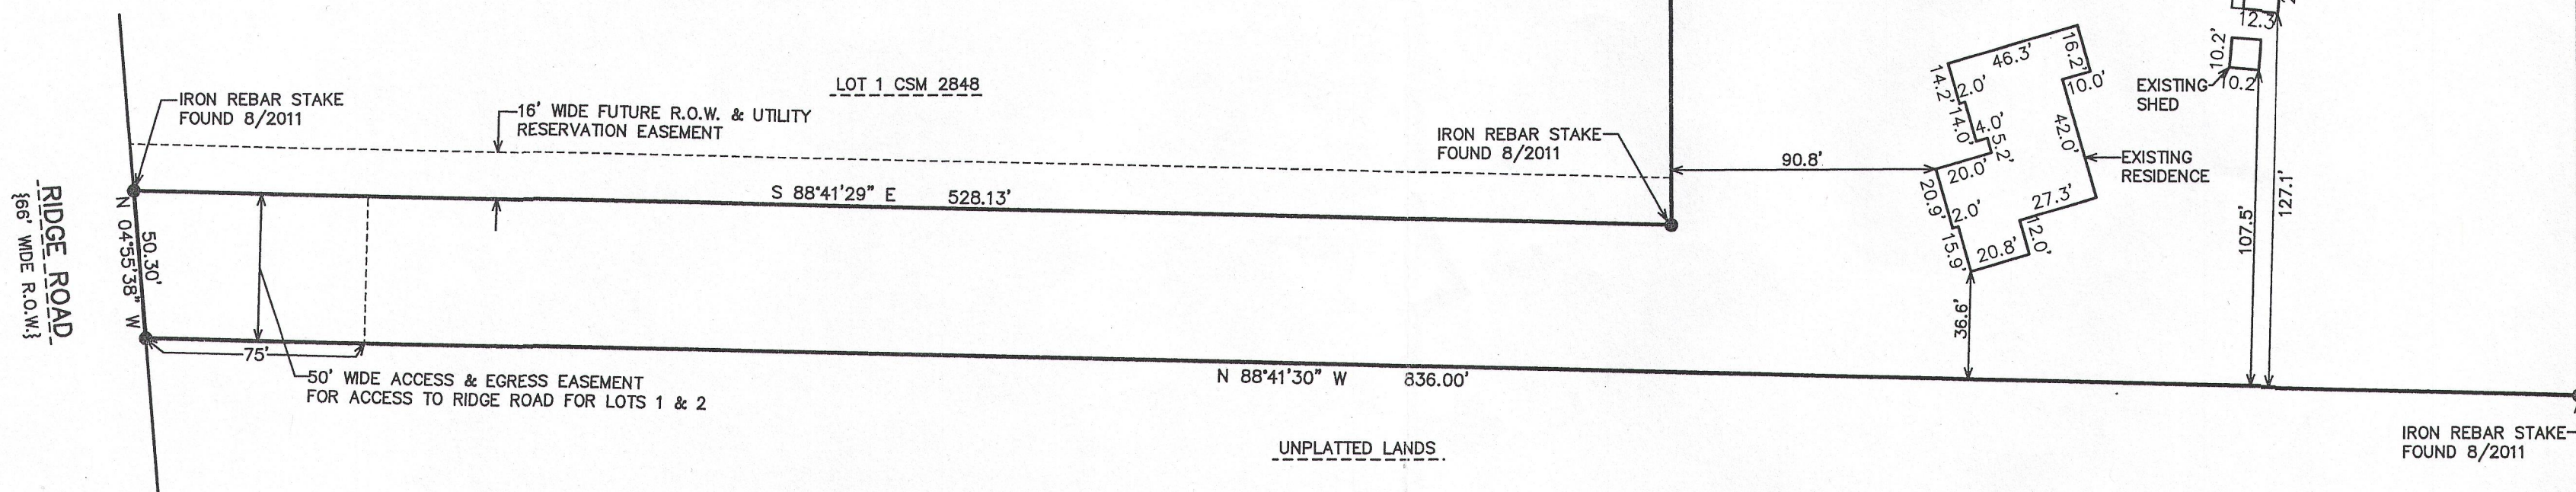 LOT 1 CSM 2848
IRON REBAR STAKE
FOUND 8/2011
16' WIDE FUTURE R.O.W. & UTILITY
RESERVATION EASEMENT
IRON REBAR STAKE
FOUND 8/2011
S 88°41'29" E 528.13'
RIDGE ROAD
{66' WIDE R.O.W.}
N 04°55'38" W
50.30'
75'
50' WIDE ACCESS & EGRESS EASEMENT
FOR ACCESS TO RIDGE ROAD FOR LOTS 1 & 2
N 88°41'30" W 836.00'
UNPLATTED LANDS
90.8'
46.3'
16.2'
10.0'
14.2'
2.0'
14.0'
4.0'
5.2'
42.0'
20.0'
20.9'
2.0'
27.3'
12.0'
15.9'
20.8'
36.6'
EXISTING
RESIDENCE
EXISTING
SHED
12.3
10.2'
10.2'
107.5'
127.1'
IRON REBAR STAKE
FOUND 8/2011